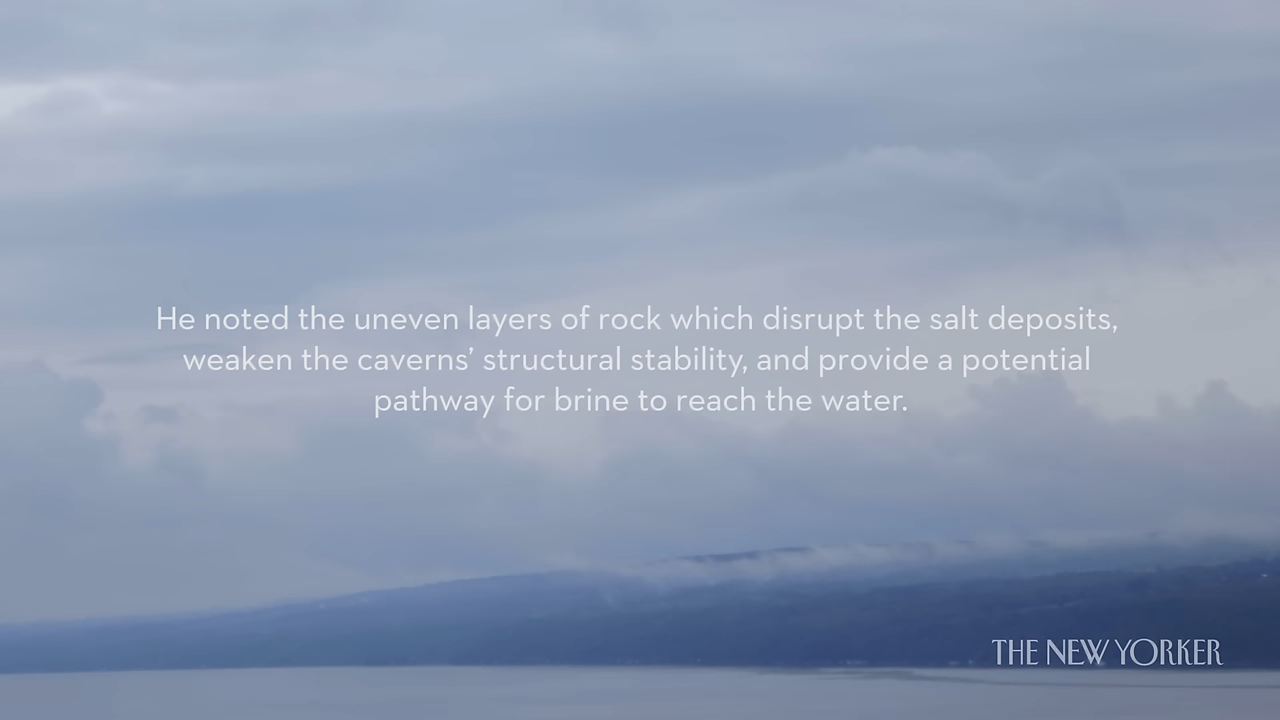 He noted the uneven layers of rock which disrupt the salt deposits,
weaken the caverns’ structural stability, and provide a potential
pathway for brine to reach the water.
THE NEW YORKER